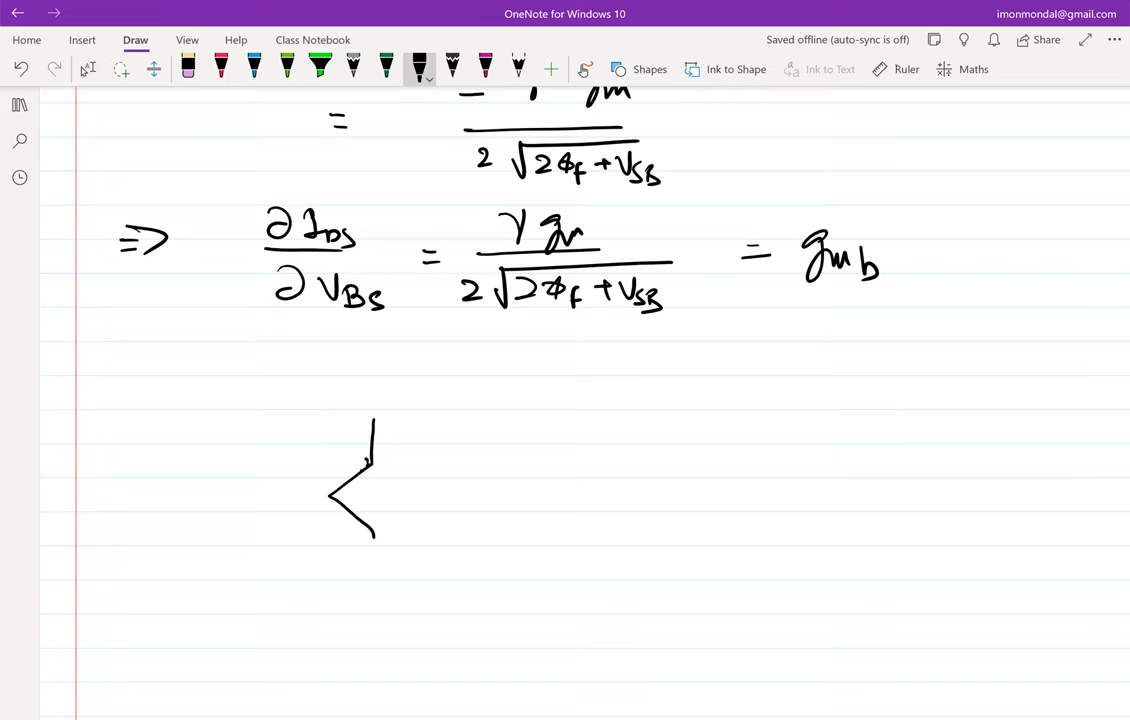 OneNote for Windows 10
imonmondal@gmail.com
Home Insert Draw View Help Class Notebook
Saved offline (auto-sync is off) Share
Shapes Ink to Shape Ink to Text Ruler Maths
=
2 √2φF + VSB
⇒ ∂IDS / ∂VBS = γ gm / 2 √2φF + VSB = gmb